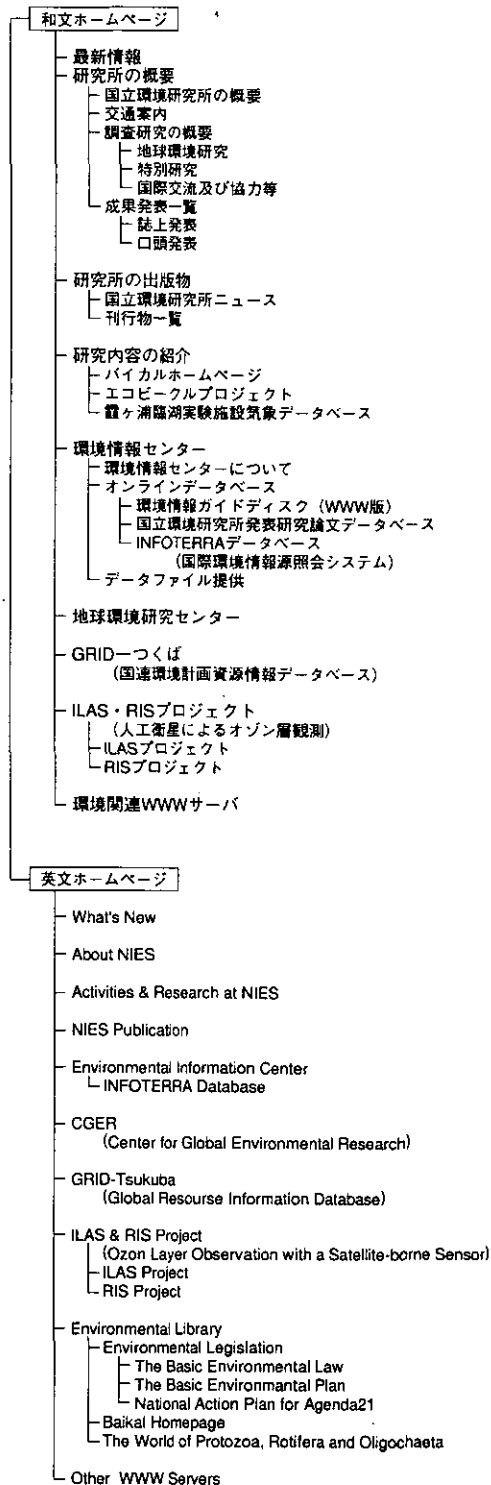 和文ホームページ
最新情報
研究所の概要
国立環境研究所の概要
交通案内
調査研究の概要
地球環境研究
特別研究
国際交流及び協力等
成果発表一覧
誌上発表
口頭発表
研究所の出版物
国立環境研究所ニュース
刊行物一覧
研究内容の紹介
バイカルホームページ
エコビークルプロジェクト
霞ヶ浦臨湖実験施設気象データベース
環境情報センター
環境情報センターについて
オンラインデータベース
環境情報ガイドディスク（WWW版）
国立環境研究所発表研究論文データベース
INFOTERRAデータベース
（国際環境情報源照会システム）
データファイル提供
地球環境研究センター
GRIDーつくば
（国連環境計画資源情報データベース）
ILAS・RISプロジェクト
（人工衛星によるオゾン層観測）
ILASプロジェクト
RISプロジェクト
環境関連WWWサーバ
英文ホームページ
What's New
About NIES
Activities & Research at NIES
NIES Publication
Environmental Information Center
INFOTERRA Database
CGER
(Center for Global Environmental Research)
GRID-Tsukuba
(Global Resourse Information Database)
ILAS & RIS Project
(Ozon Layer Observation with a Satellite-borne Sensor)
ILAS Project
RIS Project
Environmental Library
Environmental Legislation
The Basic Environmental Law
The Basic Environmantal Plan
National Action Plan for Agenda21
Baikal Homepage
The World of Protozoa, Rotifera and Oligochaeta
Other WWW Servers